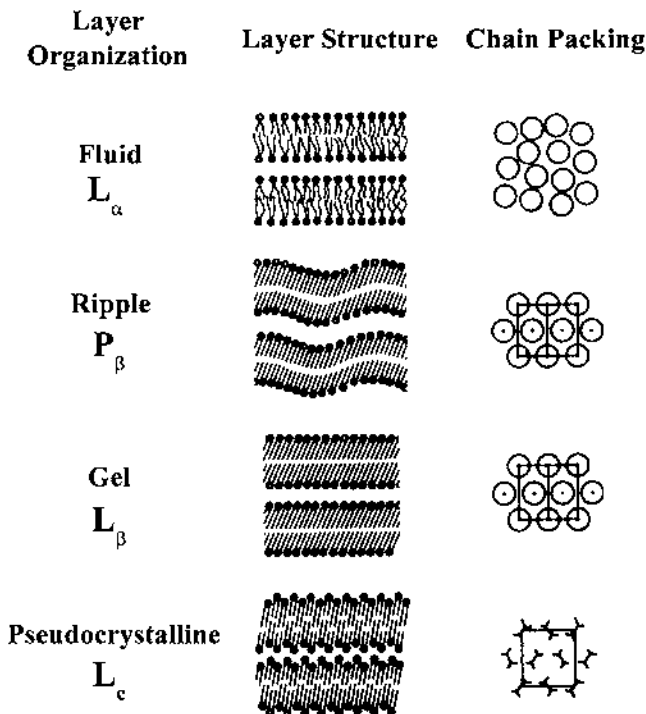 Layer
Organization
Layer Structure
Chain Packing
Fluid
Lα
Ripple
Pβ
Gel
Lβ
Pseudocrystalline
Lc